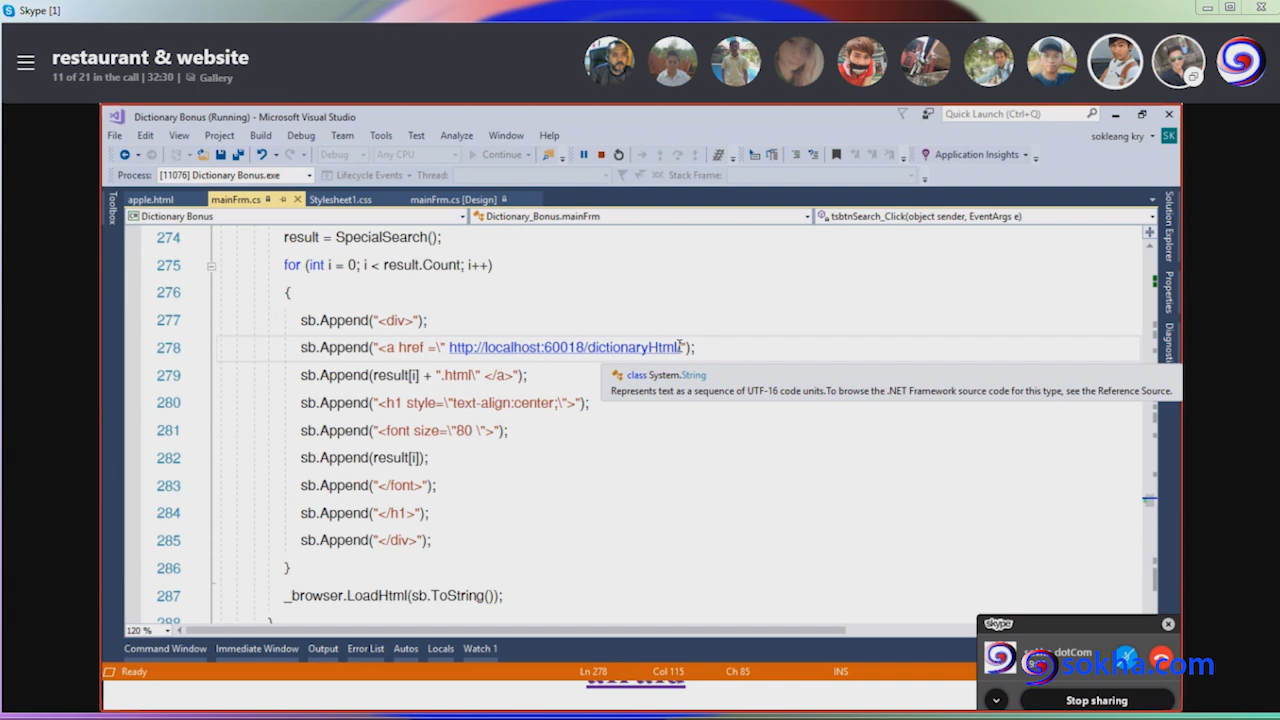 Skype [1]
restaurant & website
11 of 21 in the call | 32:30 | Gallery
Dictionary Bonus (Running) - Microsoft Visual Studio
Quick Launch (Ctrl+Q)
File Edit View Project Build Debug Team Tools Test Analyze Window Help
sokleang kry SK
Debug Any CPU Continue Application Insights
Process: [11076] Dictionary Bonus.exe Lifecycle Events Thread: Stack Frame:
Toolbox
apple.html mainFrm.cs Stylesheet1.css mainFrm.cs [Design]
Solution Explorer
Properties
Dictionary Bonus Dictionary_Bonus.mainFrm tsbtnSearch_Click(object sender, EventArgs e)
274 result = SpecialSearch();
275 for (int i = 0; i < result.Count; i++)
276 {
277 sb.Append("<div>");
278 sb.Append("<a href =\" http://localhost:60018/dictionaryHtml/");
279 sb.Append(result[i] + ".html\" </a>");
class System.String
Represents text as a sequence of UTF-16 code units.To browse the .NET Framework source code for this type, see the Reference Source.
280 sb.Append("<h1 style=\"text-align:center;\">");
281 sb.Append("<font size=\"80 \">");
282 sb.Append(result[i]);
283 sb.Append("</font>");
284 sb.Append("</h1>");
285 sb.Append("</div>");
286 }
287 _browser.LoadHtml(sb.ToString());
288 }
120 %
Command Window Immediate Window Output Error List Autos Locals Watch 1
Ready Ln 278 Col 115 Ch 85 INS
skype
sokha dotCom
sokha.com
Stop sharing